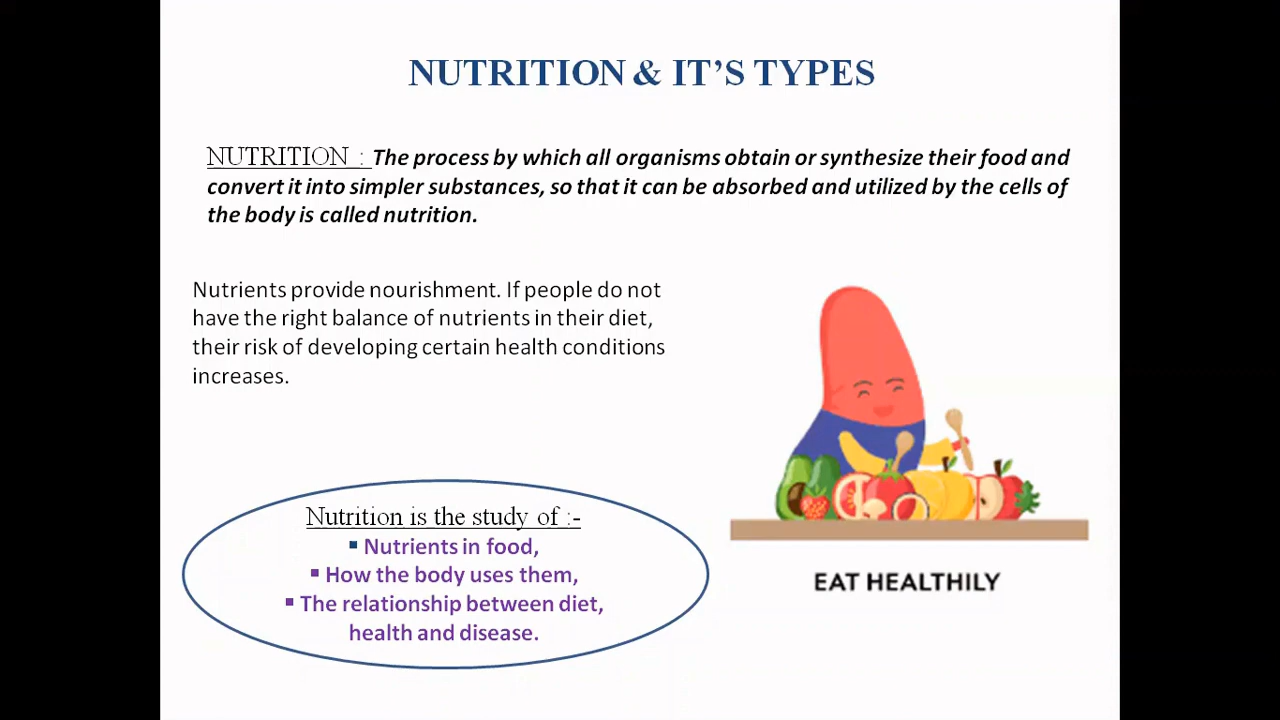 NUTRITION & IT’S TYPES
NUTRITION : The process by which all organisms obtain or synthesize their food and
convert it into simpler substances, so that it can be absorbed and utilized by the cells of
the body is called nutrition.
Nutrients provide nourishment. If people do not
have the right balance of nutrients in their diet,
their risk of developing certain health conditions
increases.
Nutrition is the study of :-
▪ Nutrients in food,
▪ How the body uses them,
▪ The relationship between diet,
health and disease.
EAT HEALTHILY